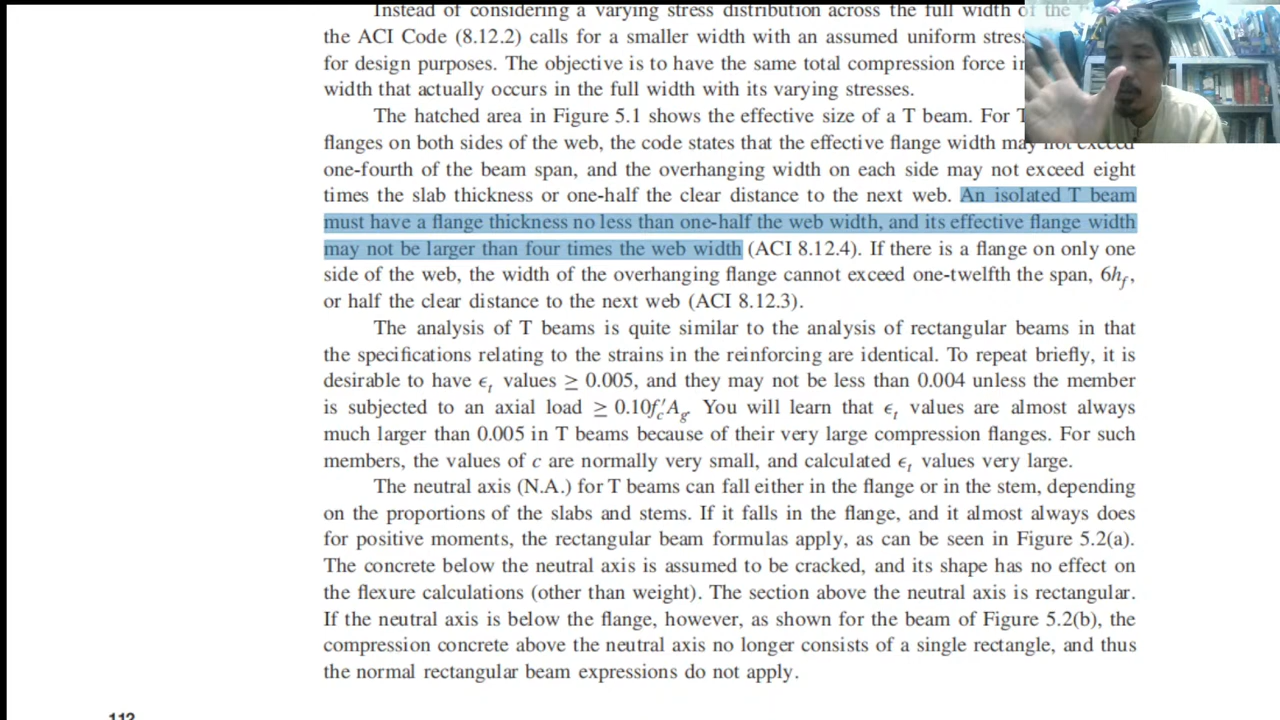 Instead of considering a varying stress distribution across the full width of the
the ACI Code (8.12.2) calls for a smaller width with an assumed uniform stress
for design purposes. The objective is to have the same total compression force in
width that actually occurs in the full width with its varying stresses.
The hatched area in Figure 5.1 shows the effective size of a T beam. For T
flanges on both sides of the web, the code states that the effective flange width may not exceed
one-fourth of the beam span, and the overhanging width on each side may not exceed eight
times the slab thickness or one-half the clear distance to the next web. An isolated T beam
must have a flange thickness no less than one-half the web width, and its effective flange width
may not be larger than four times the web width (ACI 8.12.4). If there is a flange on only one
side of the web, the width of the overhanging flange cannot exceed one-twelfth the span, 6h_f,
or half the clear distance to the next web (ACI 8.12.3).
The analysis of T beams is quite similar to the analysis of rectangular beams in that
the specifications relating to the strains in the reinforcing are identical. To repeat briefly, it is
desirable to have ϵ_t values ≥ 0.005, and they may not be less than 0.004 unless the member
is subjected to an axial load ≥ 0.10f′_cA_g. You will learn that ϵ_t values are almost always
much larger than 0.005 in T beams because of their very large compression flanges. For such
members, the values of c are normally very small, and calculated ϵ_t values very large.
The neutral axis (N.A.) for T beams can fall either in the flange or in the stem, depending
on the proportions of the slabs and stems. If it falls in the flange, and it almost always does
for positive moments, the rectangular beam formulas apply, as can be seen in Figure 5.2(a).
The concrete below the neutral axis is assumed to be cracked, and its shape has no effect on
the flexure calculations (other than weight). The section above the neutral axis is rectangular.
If the neutral axis is below the flange, however, as shown for the beam of Figure 5.2(b), the
compression concrete above the neutral axis no longer consists of a single rectangle, and thus
the normal rectangular beam expressions do not apply.
112